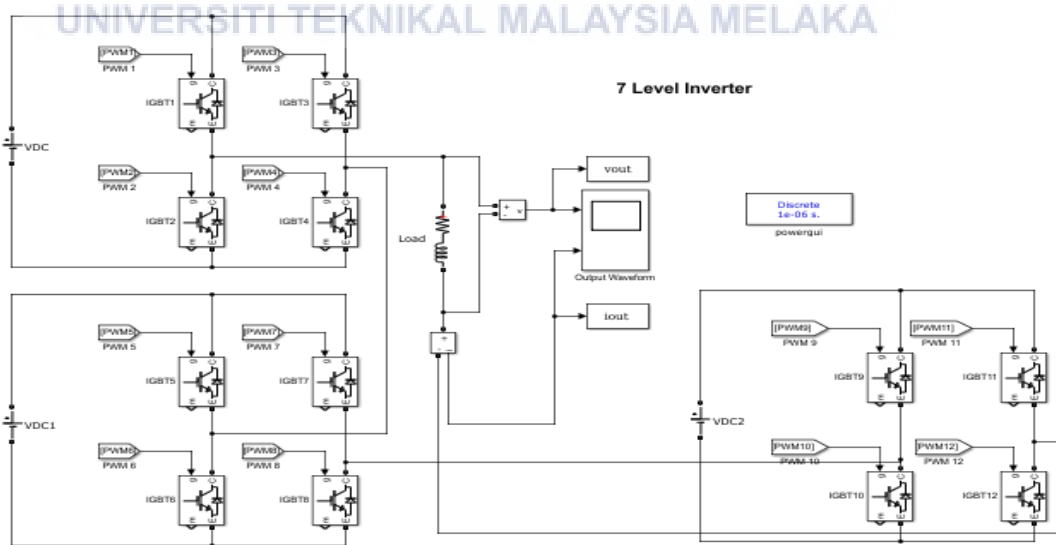 UNIVERSITI TEKNIKAL MALAYSIA MELAKA
7 Level Inverter
[PWM1]
PWM 1
[PWM3]
PWM 3
IGBT1
IGBT3
g
C
E
g
C
E
VDC
[PWM2]
PWM 2
[PWM4]
PWM 4
IGBT2
IGBT4
g
C
E
g
C
E
Load
+
-
v
vout
Output Waveform
iout
Discrete
1e-06 s.
powergui
[PWM5]
PWM 5
[PWM7]
PWM 7
IGBT5
IGBT7
g
C
E
g
C
E
VDC1
[PWM6]
PWM 6
[PWM8]
PWM 8
IGBT6
IGBT8
g
C
E
g
C
E
[PWM9]
PWM 9
[PWM11]
PWM 11
IGBT9
IGBT11
g
C
E
g
C
E
VDC2
[PWM10]
PWM 10
[PWM12]
PWM 12
IGBT10
IGBT12
g
C
E
g
C
E